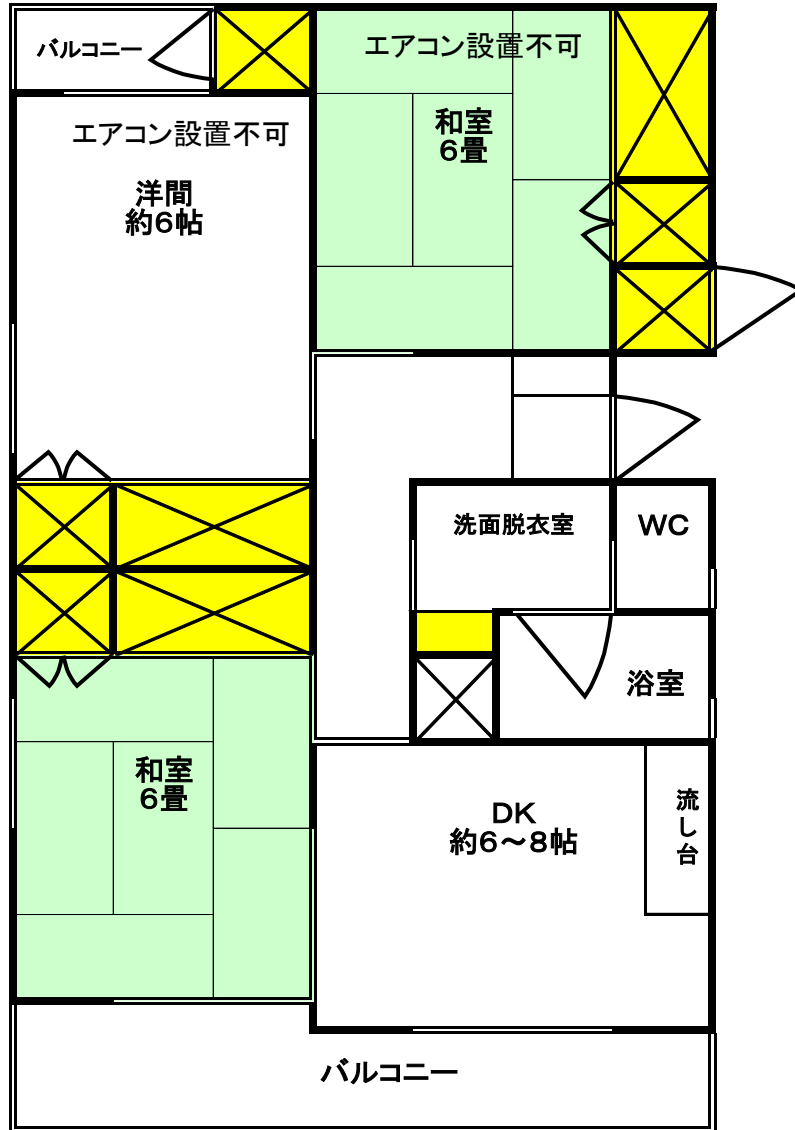 バルコニー
エアコン設置不可
和室
6畳
エアコン設置不可
洋間
約6帖
洗面脱衣室
WC
浴室
和室
6畳
DK
約6～8帖
流し台
バルコニー